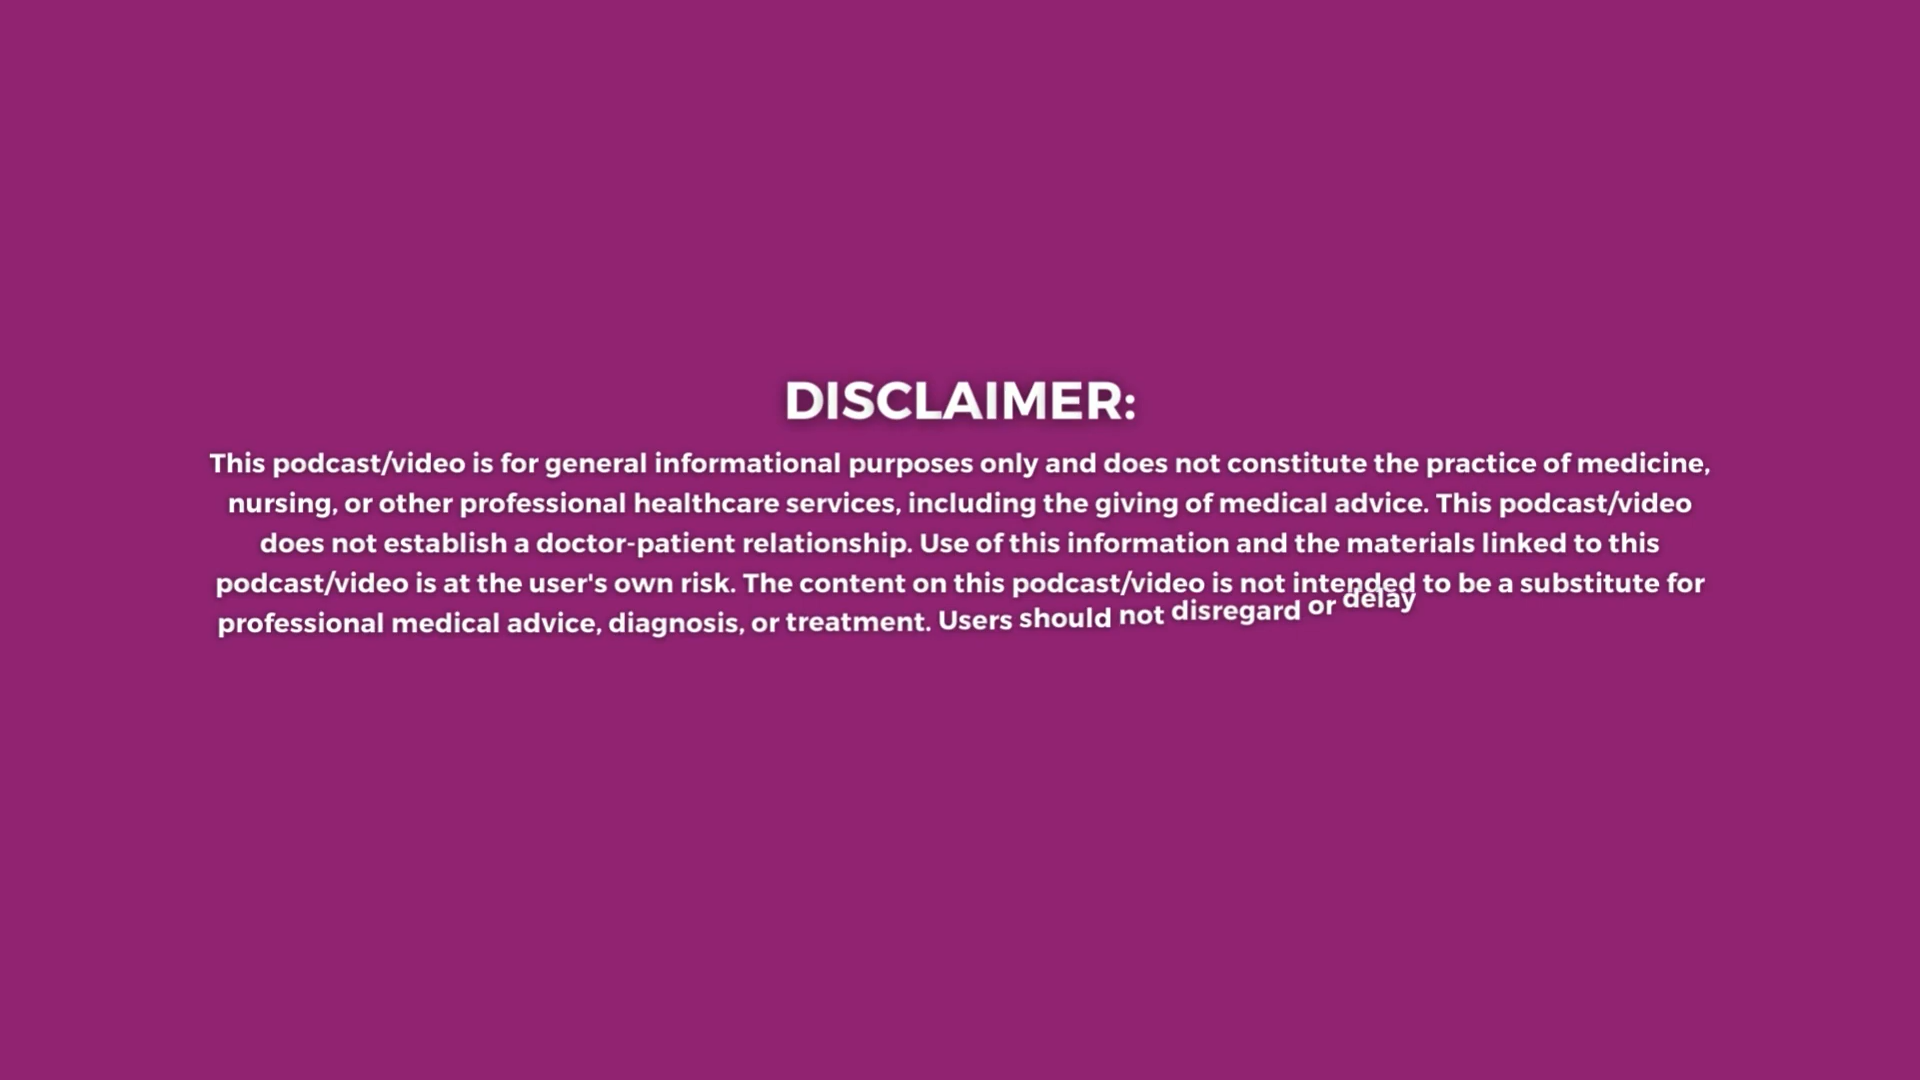 DISCLAIMER:
This podcast/video is for general informational purposes only and does not constitute the practice of medicine,
nursing, or other professional healthcare services, including the giving of medical advice. This podcast/video
does not establish a doctor-patient relationship. Use of this information and the materials linked to this
podcast/video is at the user's own risk. The content on this podcast/video is not intended to be a substitute for
professional medical advice, diagnosis, or treatment. Users should not disregard or delay